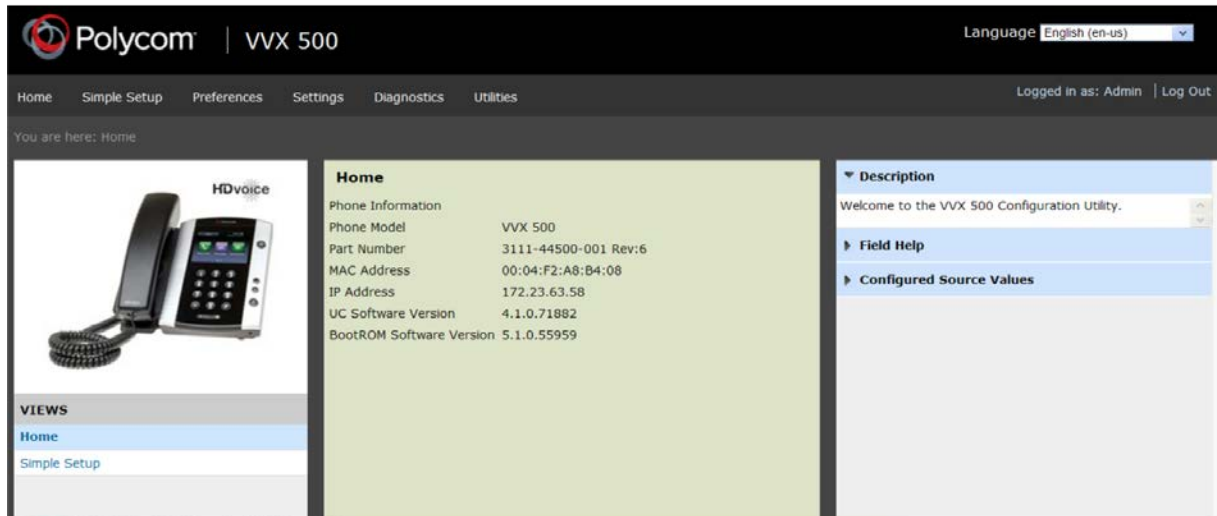 Polycom | VVX 500
Language English (en-us)
Home Simple Setup Preferences Settings Diagnostics Utilities
Logged in as: Admin | Log Out
You are here: Home
HDvoice
VIEWS
Home
Simple Setup
Home
Phone Information
Phone Model VVX 500
Part Number 3111-44500-001 Rev:6
MAC Address 00:04:F2:A8:B4:08
IP Address 172.23.63.58
UC Software Version 4.1.0.71882
BootROM Software Version 5.1.0.55959
Description
Welcome to the VVX 500 Configuration Utility.
Field Help
Configured Source Values